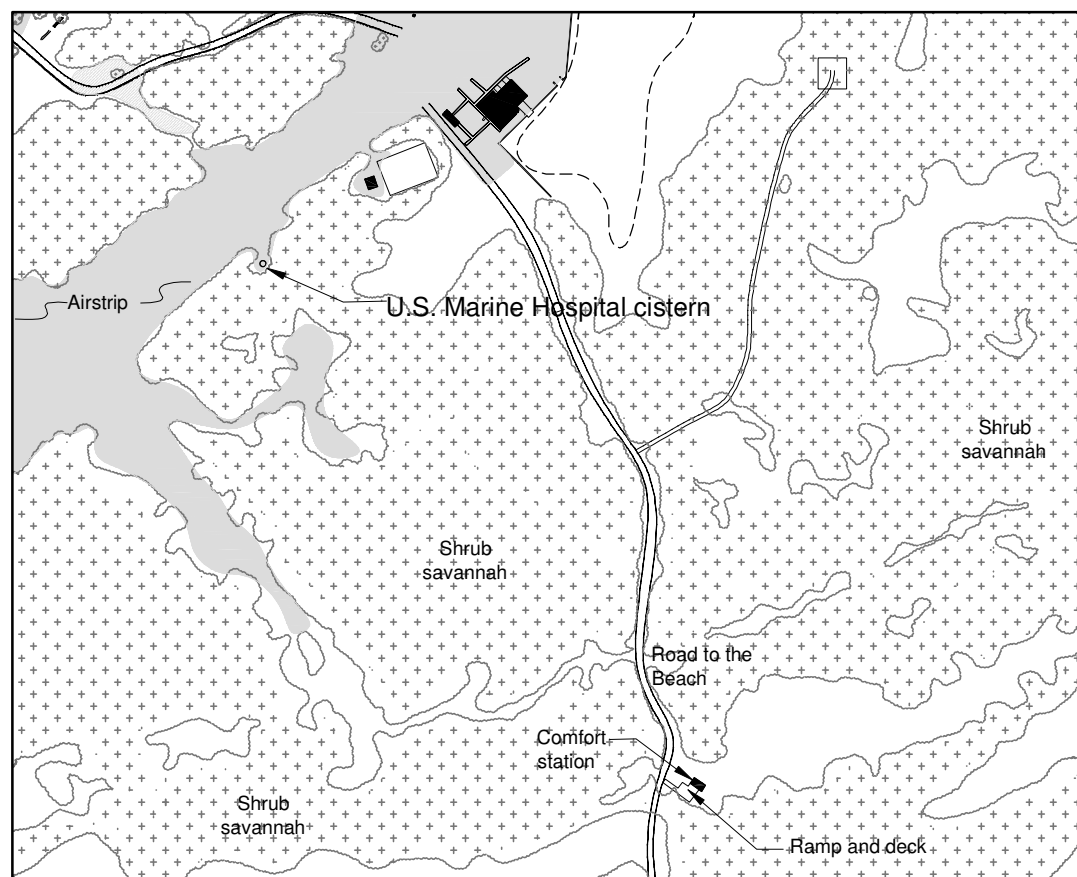 Airstrip
U.S. Marine Hospital cistern
Shrub
savannah
Shrub
savannah
Road to the
Beach
Comfort
station
Shrub
savannah
Ramp and deck